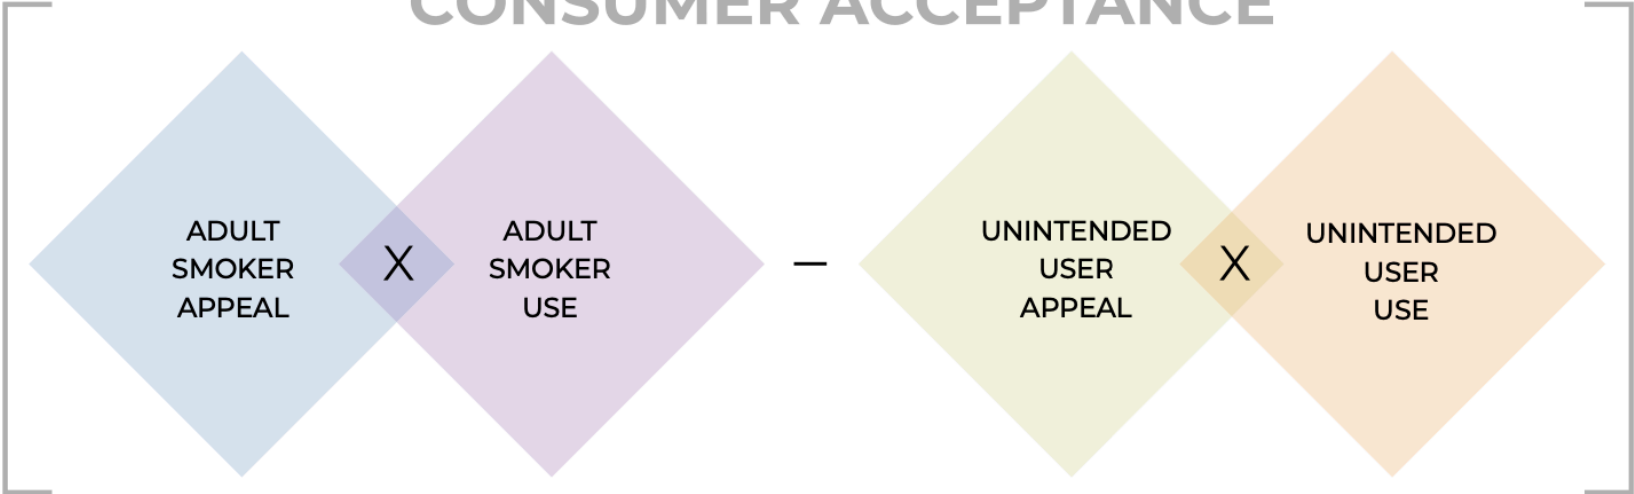 CONSUMER ACCEPTANCE
ADULT
SMOKER
APPEAL
X
ADULT
SMOKER
USE
–
UNINTENDED
USER
APPEAL
X
UNINTENDED
USER
USE